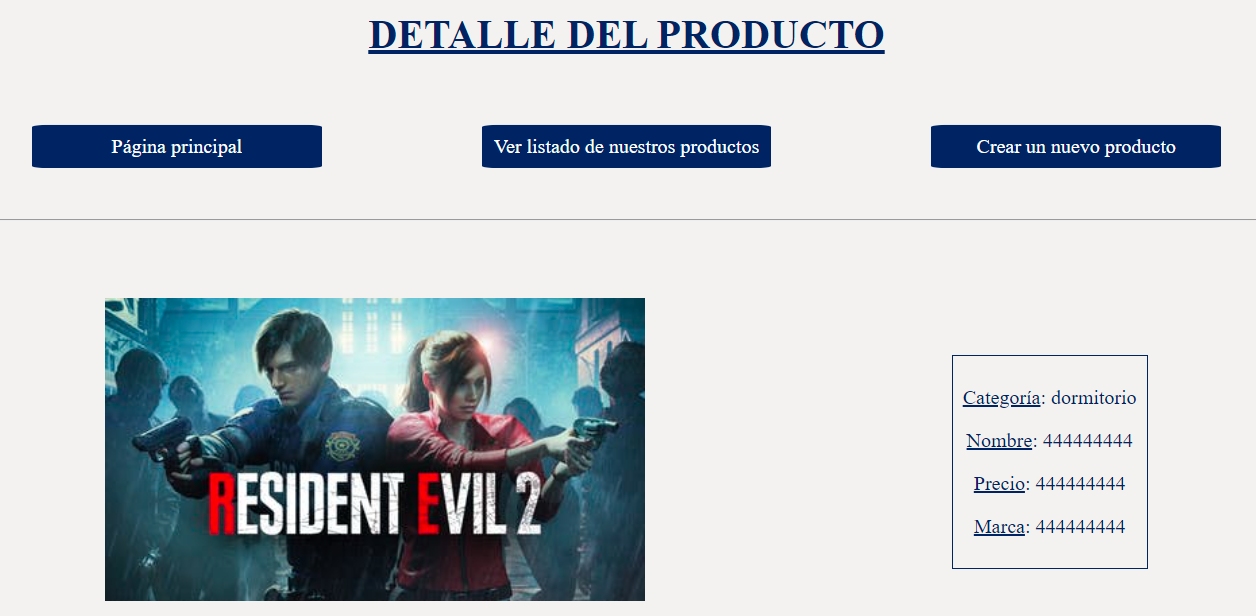 DETALLE DEL PRODUCTO
Página principal
Ver listado de nuestros productos
Crear un nuevo producto
RESIDENT EVIL 2
Categoría: dormitorio
Nombre: 444444444
Precio: 444444444
Marca: 444444444